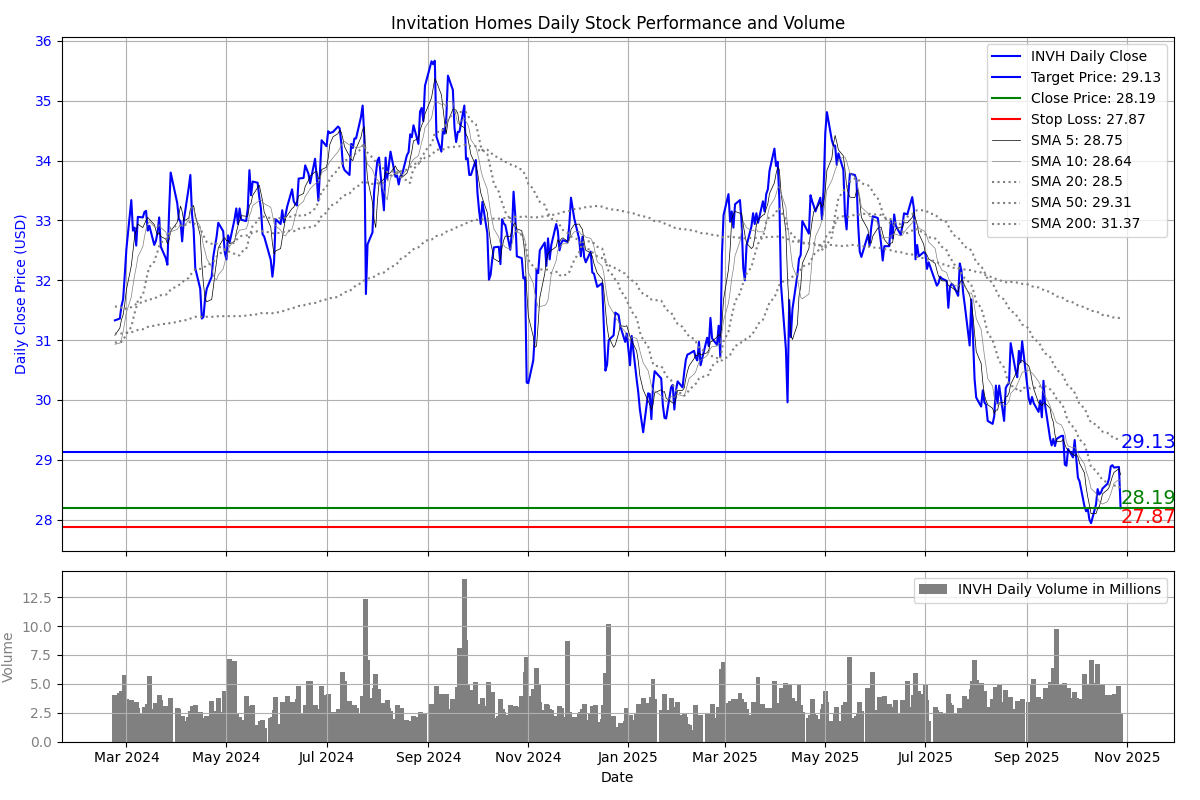 Invitation Homes Daily Stock Performance and Volume
36
35
34
33
32
31
30
29
28
Daily Close Price (USD)
INVH Daily Close
Target Price: 29.13
Close Price: 28.19
Stop Loss: 27.87
SMA 5: 28.75
SMA 10: 28.64
SMA 20: 28.5
SMA 50: 29.31
SMA 200: 31.37
29.13
28.19
27.87
12.5
10.0
7.5
5.0
2.5
0.0
Volume
INVH Daily Volume in Millions
Mar 2024 May 2024 Jul 2024 Sep 2024 Nov 2024 Jan 2025 Mar 2025 May 2025 Jul 2025 Sep 2025 Nov 2025
Date